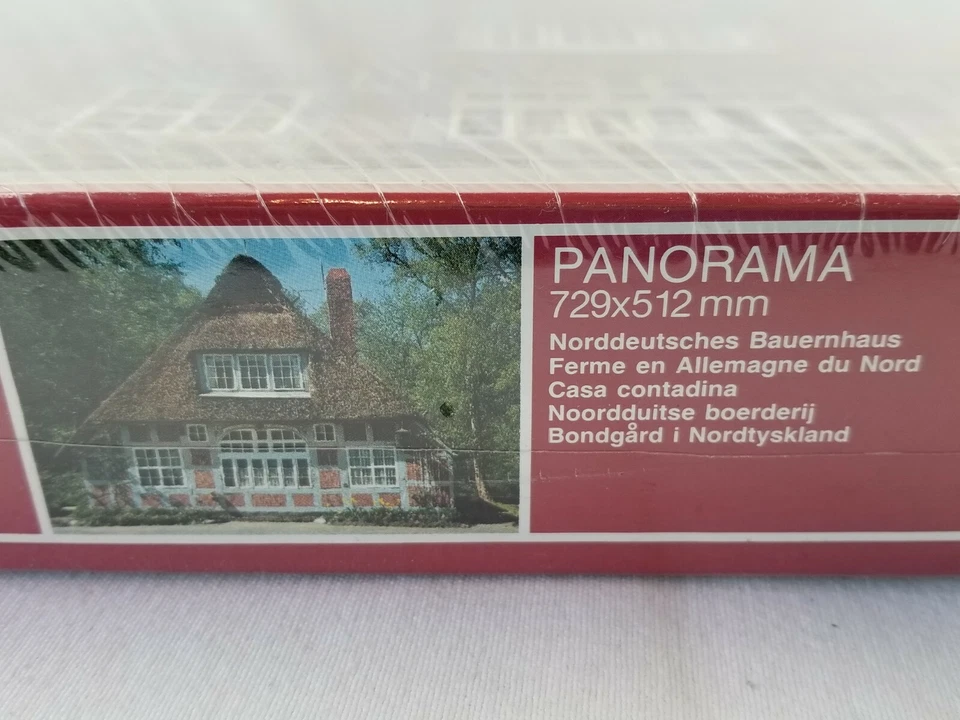 PANORAMA
729x512 mm
Norddeutsches Bauernhaus
Ferme en Allemagne du Nord
Casa contadina
Noordduitse boerderij
Bondgård i Nordtyskland